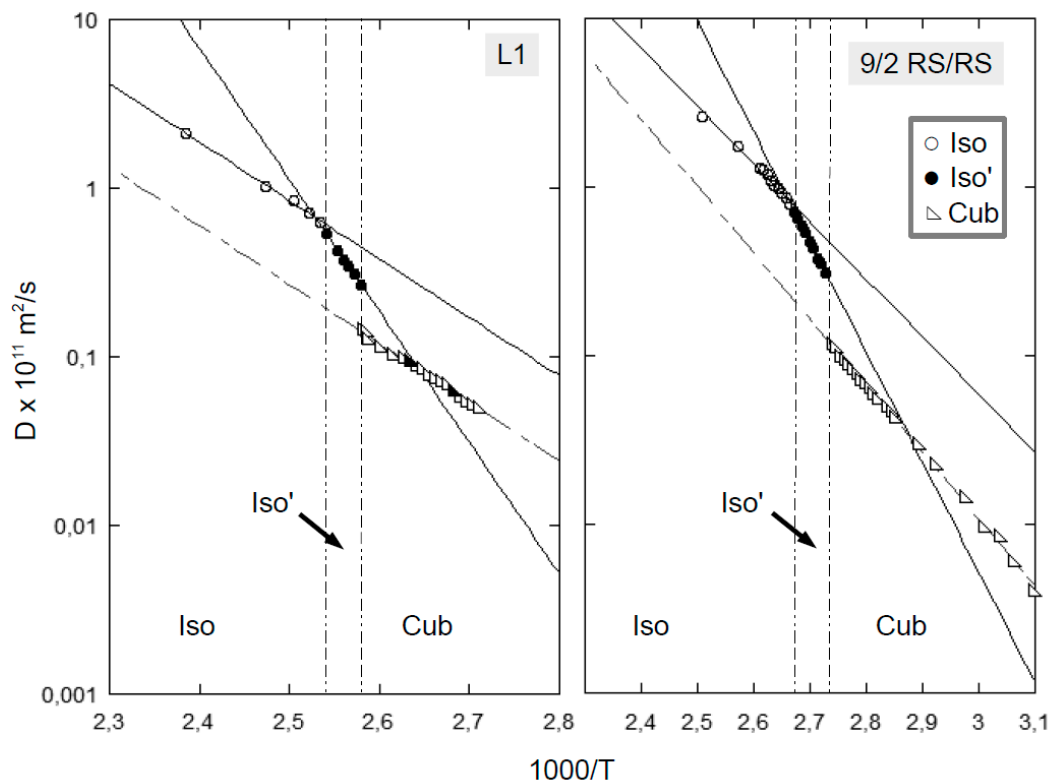 10
1
0,1
0,01
0,001
D x 10¹¹ m²/s
L1
Iso'
Iso
Cub
2,3 2,4 2,5 2,6 2,7 2,8
9/2 RS/RS
Iso
Iso'
Cub
Iso'
Iso
Cub
2,4 2,5 2,6 2,7 2,8 2,9 3 3,1
1000/T